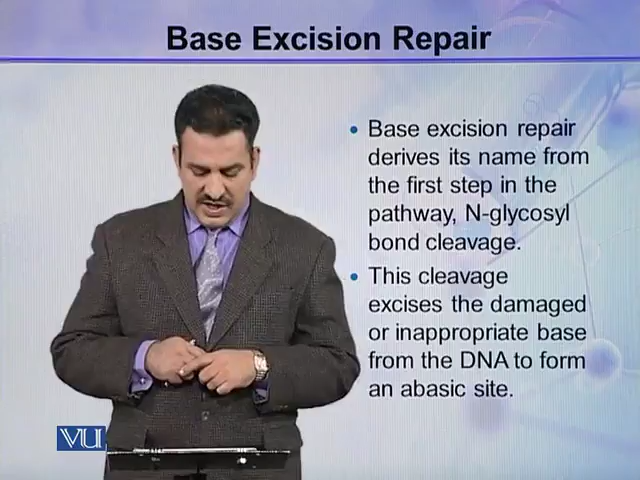 Base Excision Repair
• Base excision repair
derives its name from
the first step in the
pathway, N-glycosyl
bond cleavage.
• This cleavage
excises the damaged
or inappropriate base
from the DNA to form
an abasic site.
VU